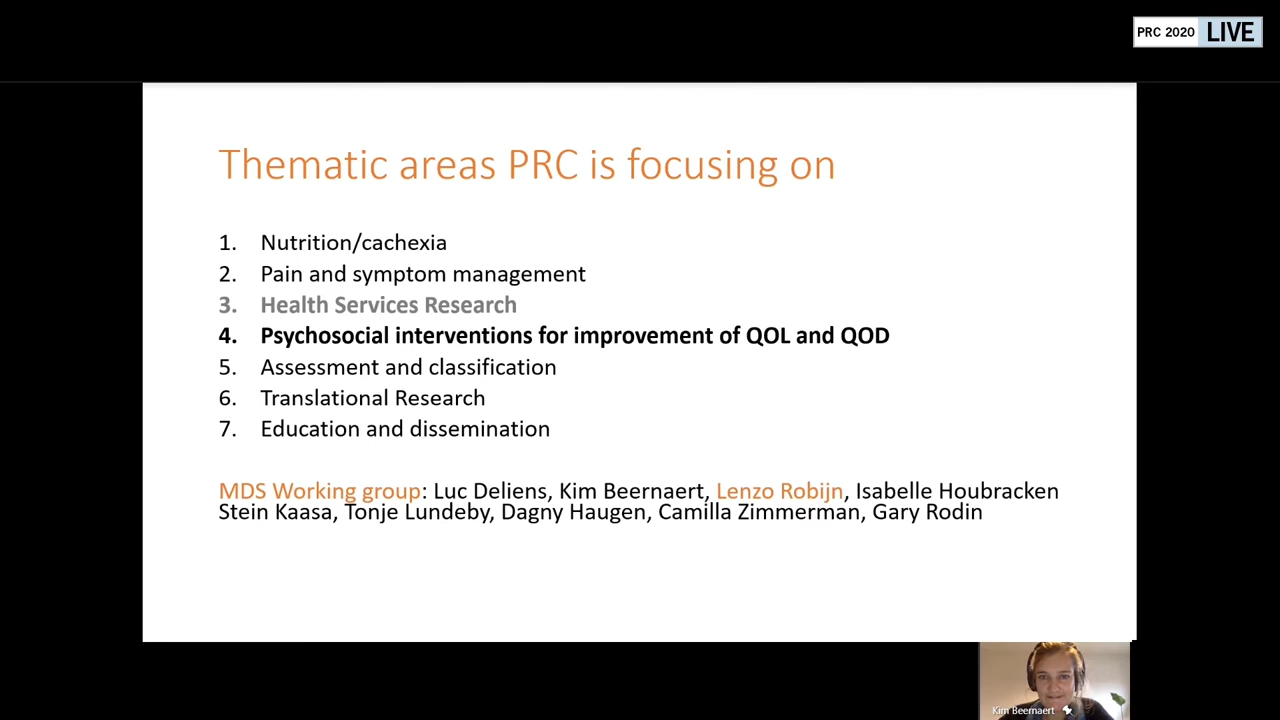 PRC 2020 LIVE
Thematic areas PRC is focusing on
1. Nutrition/cachexia
2. Pain and symptom management
3. Health Services Research
4. Psychosocial interventions for improvement of QOL and QOD
5. Assessment and classification
6. Translational Research
7. Education and dissemination
MDS Working group: Luc Deliens, Kim Beernaert, Lenzo Robijn, Isabelle Houbracken
Stein Kaasa, Tonje Lundeby, Dagny Haugen, Camilla Zimmerman, Gary Rodin
Kim Beernaert